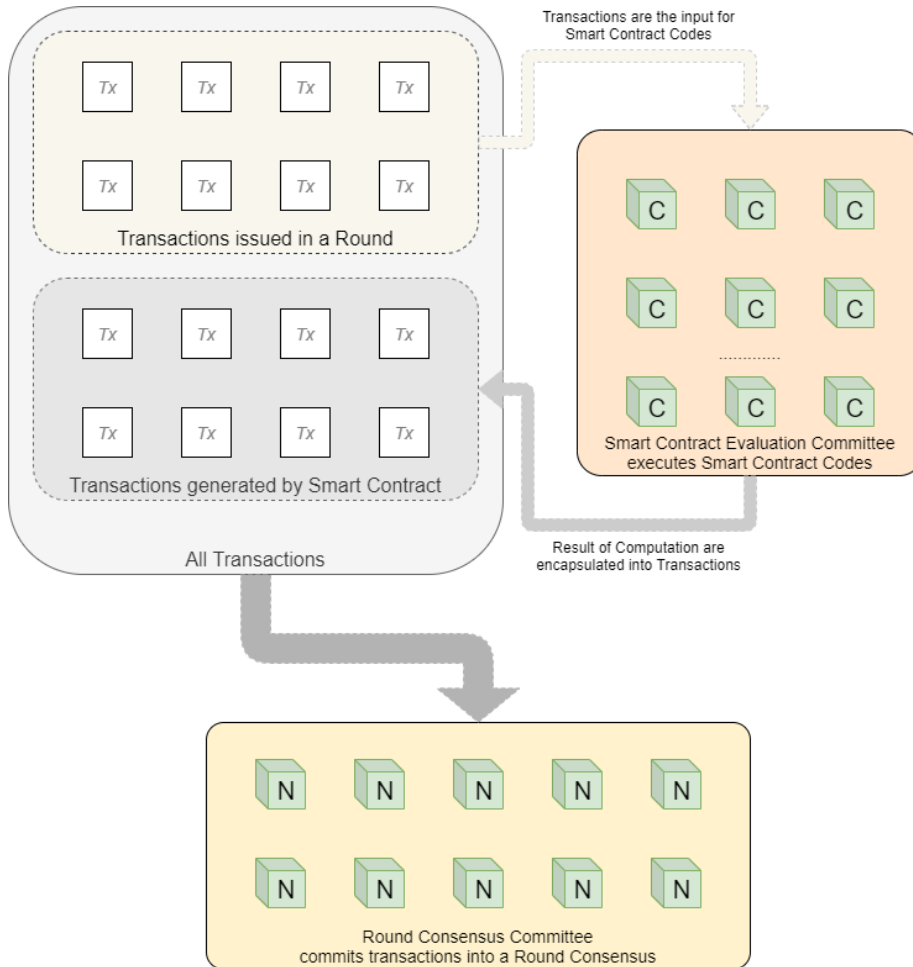 Transactions are the input for
Smart Contract Codes
Tx Tx Tx Tx
Tx Tx Tx Tx
Transactions issued in a Round
Tx Tx Tx Tx
Tx Tx Tx Tx
Transactions generated by Smart Contract
All Transactions
C C C
C C C
............
C C C
Smart Contract Evaluation Committee
executes Smart Contract Codes
Result of Computation are
encapsulated into Transactions
N N N N N
N N N N N
Round Consensus Committee
commits transactions into a Round Consensus